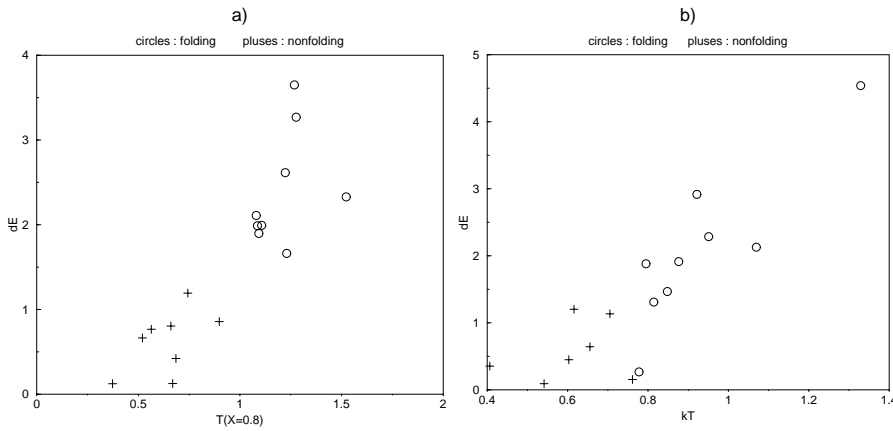 a)
circles : folding pluses : nonfolding
4
3
2
1
0
dE
0 0.5 1 1.5 2
T(X=0.8)
b)
circles : folding pluses : nonfolding
5
4
3
2
1
0
dE
0.4 0.6 0.8 1 1.2 1.4
kT